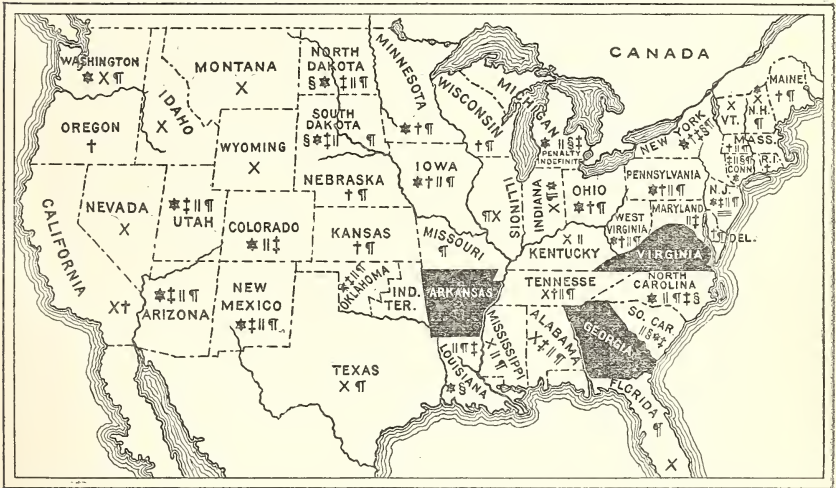 CANADA
WASHINGTON
✡ X ¶
MONTANA
X
NORTH
DAKOTA
§✡‡||¶
MINNESOTA
✡†¶
WISCONSIN
†¶
MICHIGAN
✡ ||§‡
PENALTY
INDEFINITE
MAINE
†¶
X
VT.
N.H.
¶
NEW YORK
MASS.
CONN
R.I.
OREGON
†
IDAHO
X
WYOMING
X
SOUTH
DAKOTA
§✡‡|| ¶
IOWA
✡†||¶
NEBRASKA
†¶
ILLINOIS
¶X
INDIANA
X¶✡
OHIO
✡†¶
PENNSYLVANIA
✡†||¶
N.J.
✡‡||¶
MARYLAND
||‡
DEL.
WEST
VIRGINIA
✡†||¶
VIRGINIA
NEVADA
X
UTAH
✡‡||¶
COLORADO
✡||‡
KANSAS
†¶
MISSOURI
¶
KENTUCKY
X ||
CALIFORNIA
X†
ARIZONA
✡‡||¶
NEW
MEXICO
✡‡||¶
OKLAHOMA
✡‡||¶
IND.
TER.
ARKANSAS
TENNESSE
X†||¶
NORTH
CAROLINA
✡||¶‡§
SO. CAR.
||§✡‡
TEXAS
X ¶
LOUISIANA
||¶‡
✡§
MISSISSIPPI
X||¶
ALABAMA
X‡||¶
GEORGIA
FLORIDA
¶
X